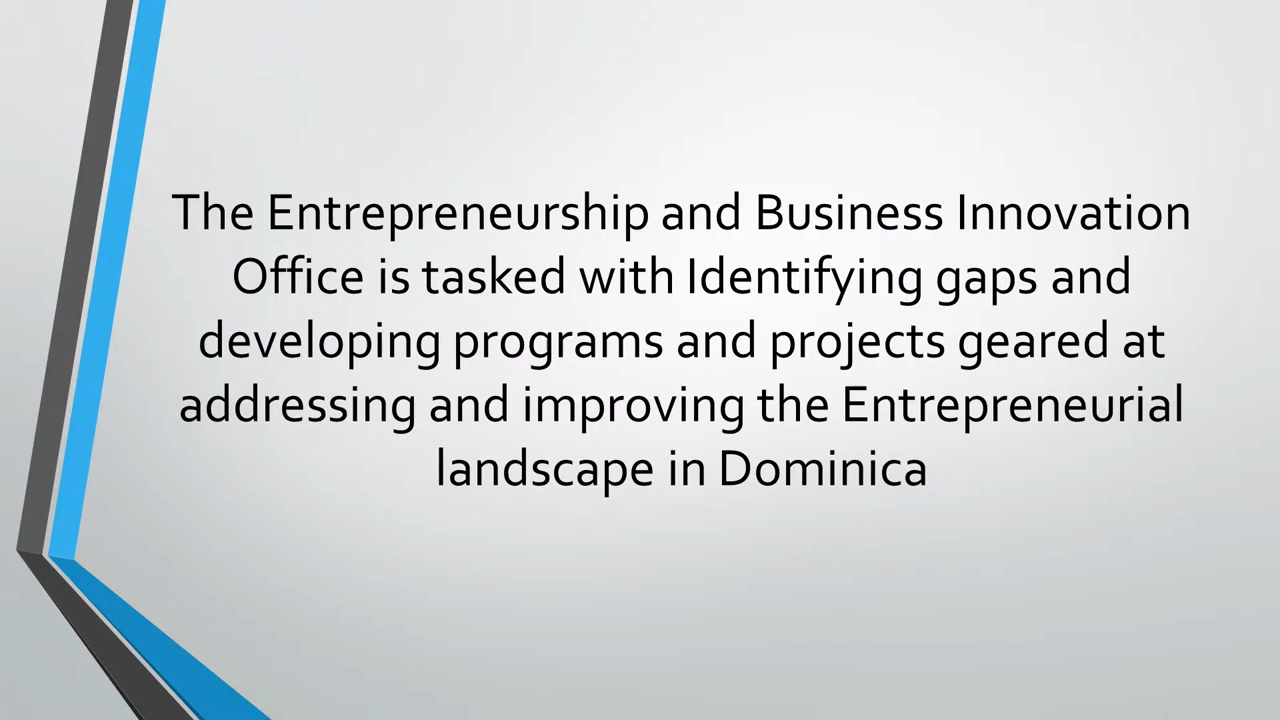 The Entrepreneurship and Business Innovation
Office is tasked with Identifying gaps and
developing programs and projects geared at
addressing and improving the Entrepreneurial
landscape in Dominica